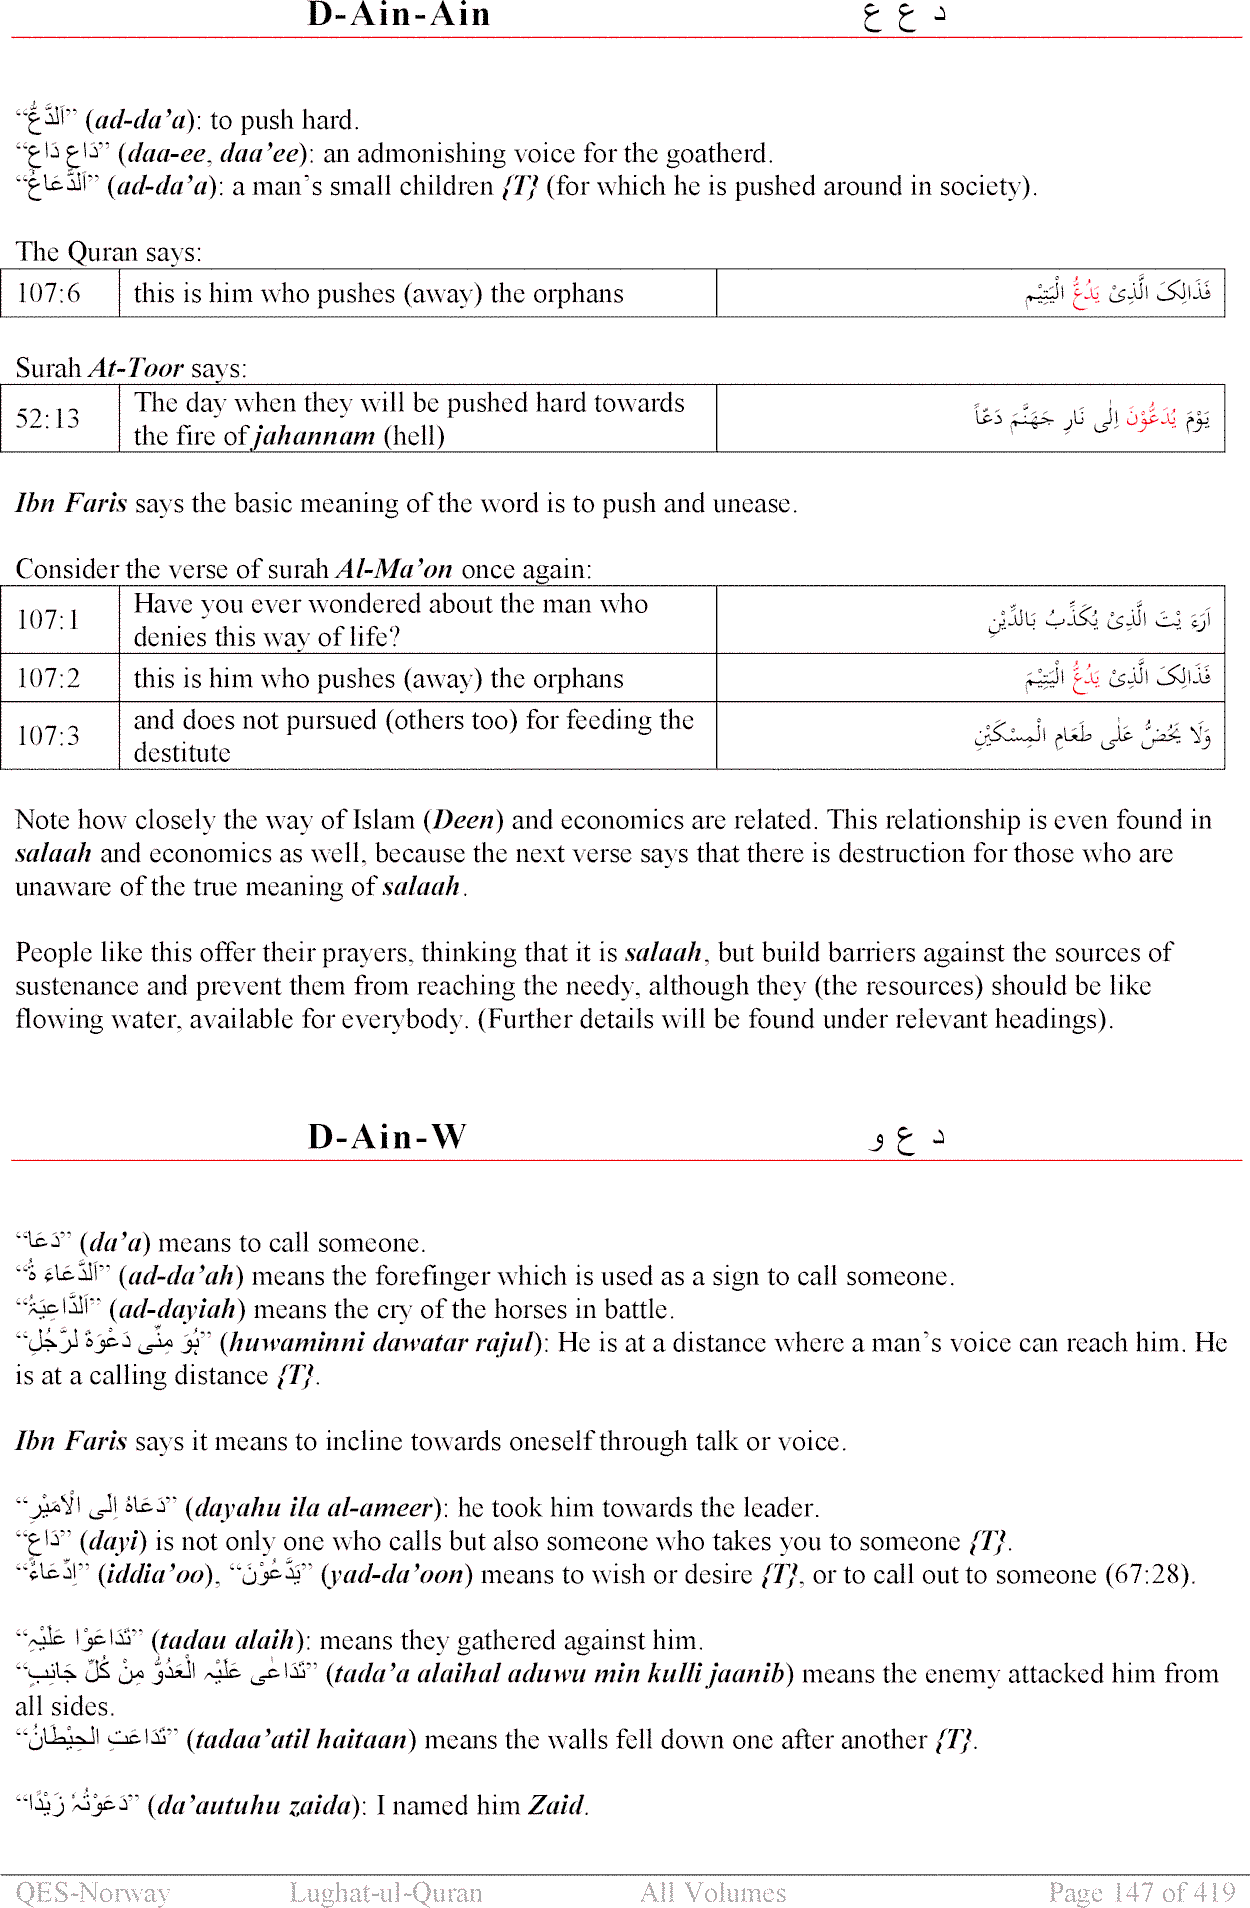 D-Ain-Ain د ع ع
“اَلدَّعُّ” (ad-da’a): to push hard.
“دَاعِ دَاعِ” (daa-ee, daa’ee): an admonishing voice for the goatherd.
“اَلدَّعَاعُ” (ad-da’a): a man’s small children {T} (for which he is pushed around in society).
The Quran says:
107:6 this is him who pushes (away) the orphans فَذَالِکَ الَّذِیْ یَدُعُّ الْیَتِیْم
Surah At-Toor says:
52:13 The day when they will be pushed hard towards
the fire of jahannam (hell) یَوْمَ یُدَعُّوْنَ اِلٰی نَارِ جَھَنَّمَ دَعًّاً
Ibn Faris says the basic meaning of the word is to push and unease.
Consider the verse of surah Al-Ma’on once again:
107:1 Have you ever wondered about the man who
denies this way of life? اَرَءَ یْتَ الَّذِیْ یُکَذِّبُ بَالدِّیْنِ
107:2 this is him who pushes (away) the orphans فَذَالِکَ الَّذِیْ یَدُعُّ الْیَتِیْمَ
107:3 and does not pursued (others too) for feeding the
destitute وَلَا یَحُضُّ عَلٰی طَعَامِ الْمِسْکَیْنِ
Note how closely the way of Islam (Deen) and economics are related. This relationship is even found in
salaah and economics as well, because the next verse says that there is destruction for those who are
unaware of the true meaning of salaah.
People like this offer their prayers, thinking that it is salaah, but build barriers against the sources of
sustenance and prevent them from reaching the needy, although they (the resources) should be like
flowing water, available for everybody. (Further details will be found under relevant headings).
D-Ain-W د ع و
“دَعَا” (da’a) means to call someone.
“اَلدَّعَاءَ ةُ” (ad-da’ah) means the forefinger which is used as a sign to call someone.
“اَلدَّاعِیَۃُ” (ad-dayiah) means the cry of the horses in battle.
“ہُوَ مِنِّی دَعْوَۃَ لرَّجُلِ” (huwaminni dawatar rajul): He is at a distance where a man’s voice can reach him. He
is at a calling distance {T}.
Ibn Faris says it means to incline towards oneself through talk or voice.
“دَعَاہُ اِلَی الْاَمَیْرِ” (dayahu ila al-ameer): he took him towards the leader.
“دَاعٍ” (dayi) is not only one who calls but also someone who takes you to someone {T}.
“اِدِّعَاءٌ” (iddia’oo), “یَدَّعُوْنَ” (yad-da’oon) means to wish or desire {T}, or to call out to someone (67:28).
“تَدَاعَوْا عَلَیْہِ” (tadau alaih): means they gathered against him.
“تَدَاعٰی عَلَیْہِ الْعَدُوُّ مِنْ کُلِّ جَانِبٍ” (tada’a alaihal aduwu min kulli jaanib) means the enemy attacked him from
all sides.
“تَدَاعَتِ الْحِیْطَانُ” (tadaa’atil haitaan) means the walls fell down one after another {T}.
“دَعَوْتُہٗ زَیْدًا” (da’autuhu zaida): I named him Zaid.
QES-Norway Lughat-ul-Quran All Volumes Page 147 of 419